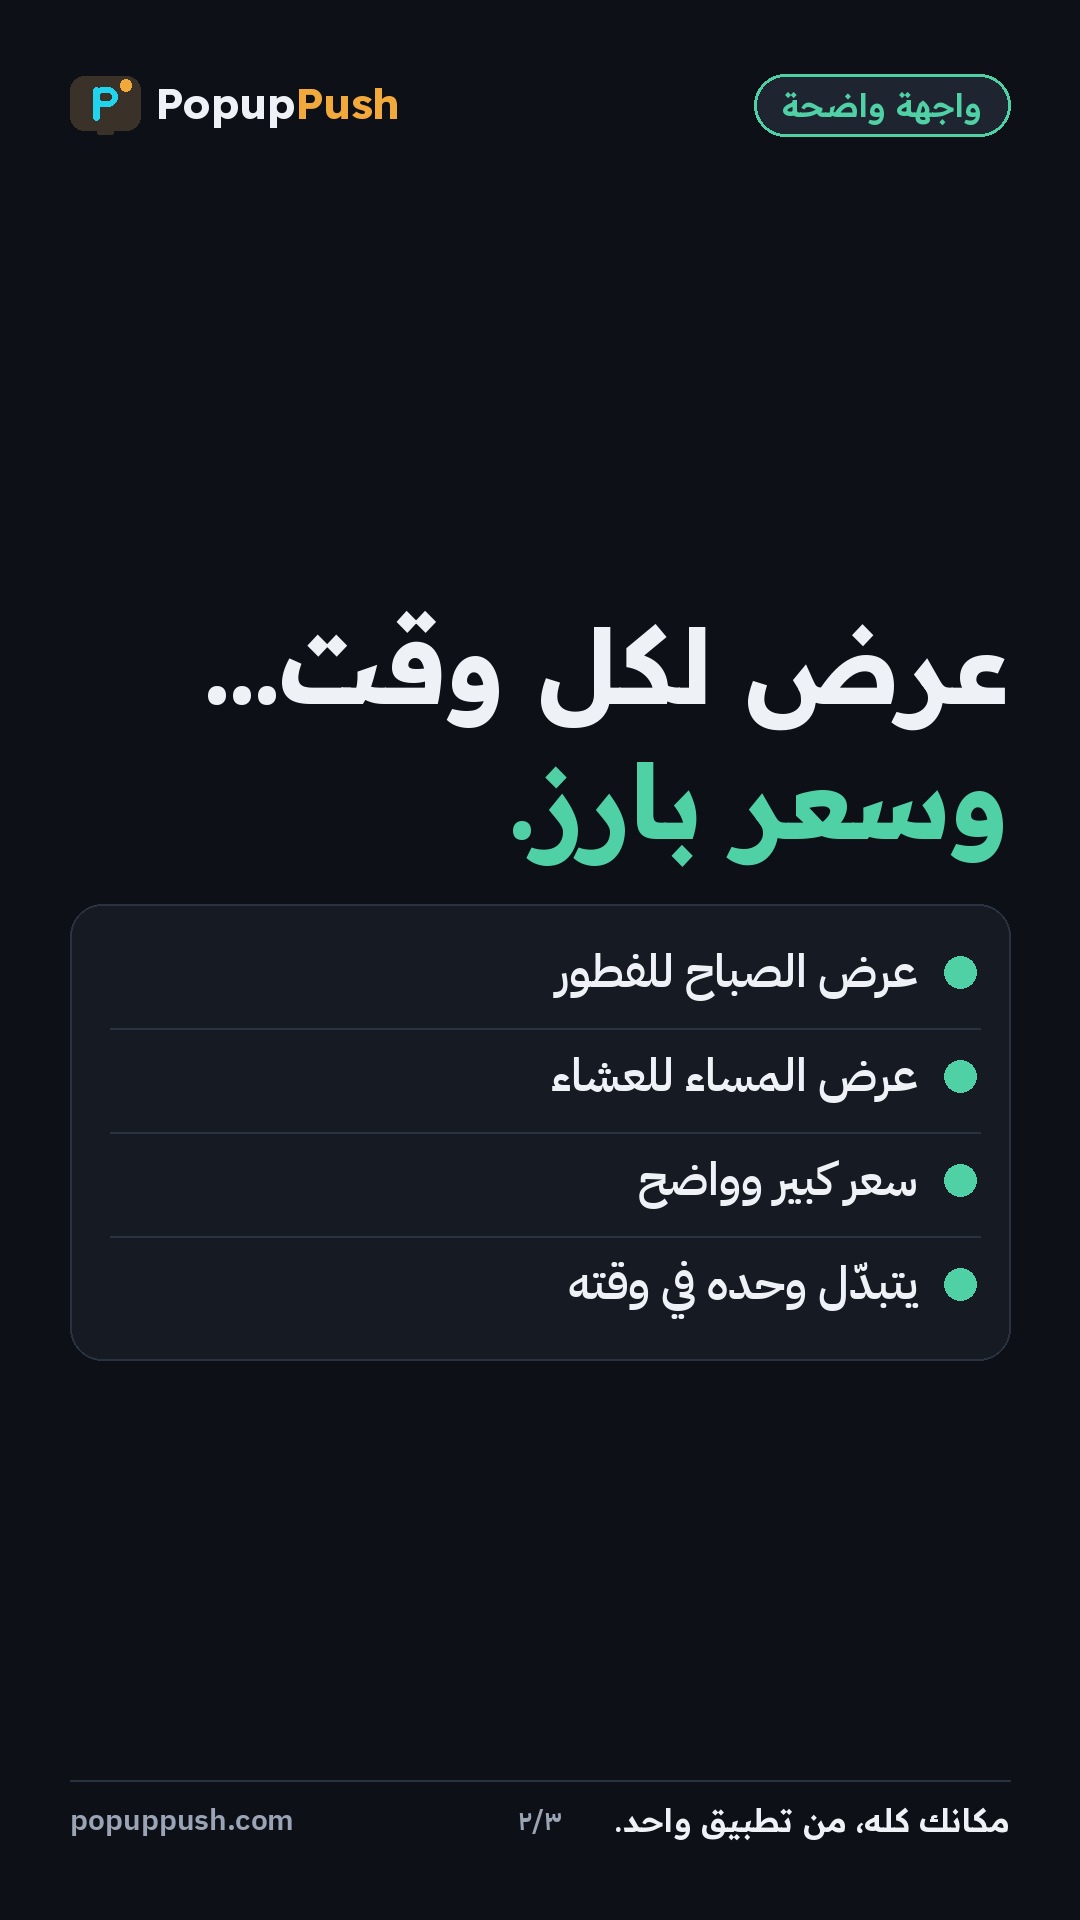 PopupPush
واجهة واضحة
عرض لكل وقت...
وسعر بارز.
عرض الصباح للفطور
عرض المساء للعشاء
سعر كبير وواضح
يتبدّل وحده في وقته
مكانك كله، من تطبيق واحد.
٢/٣
popuppush.com